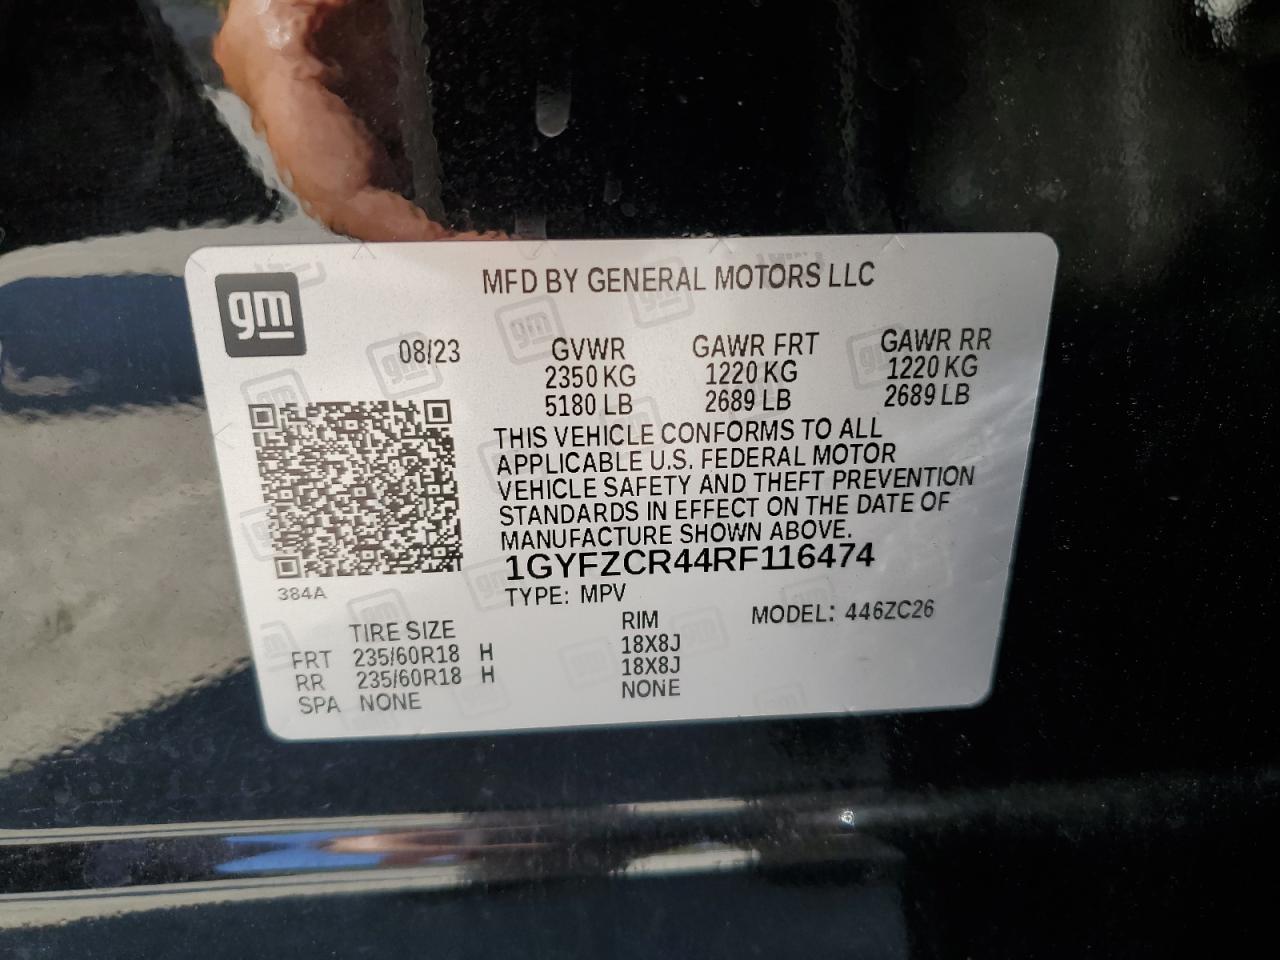 gm
MFD BY GENERAL MOTORS LLC
08/23 GVWR GAWR FRT GAWR RR
2350 KG 1220 KG 1220 KG
5180 LB 2689 LB 2689 LB
THIS VEHICLE CONFORMS TO ALL
APPLICABLE U.S. FEDERAL MOTOR
VEHICLE SAFETY AND THEFT PREVENTION
STANDARDS IN EFFECT ON THE DATE OF
MANUFACTURE SHOWN ABOVE.
1GYFZCR44RF116474
384A
TYPE: MPV MODEL: 446ZC26
TIRE SIZE RIM
FRT 235/60R18 H 18X8J
RR 235/60R18 H 18X8J
SPA NONE NONE